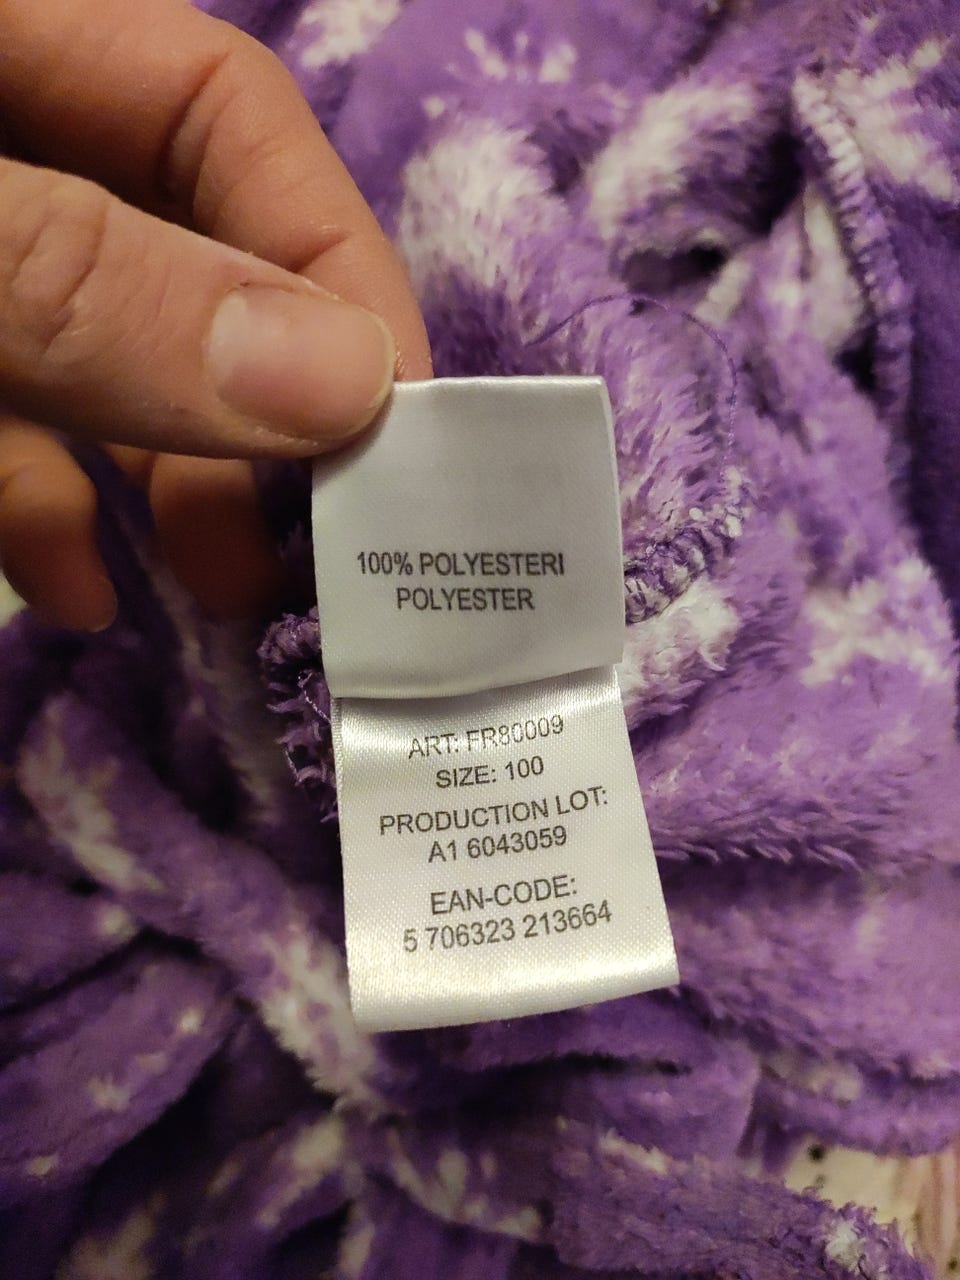 100% POLYESTERI
POLYESTER
ART: FR80009
SIZE: 100
PRODUCTION LOT:
A1 6043059
EAN-CODE:
5 706323 213664